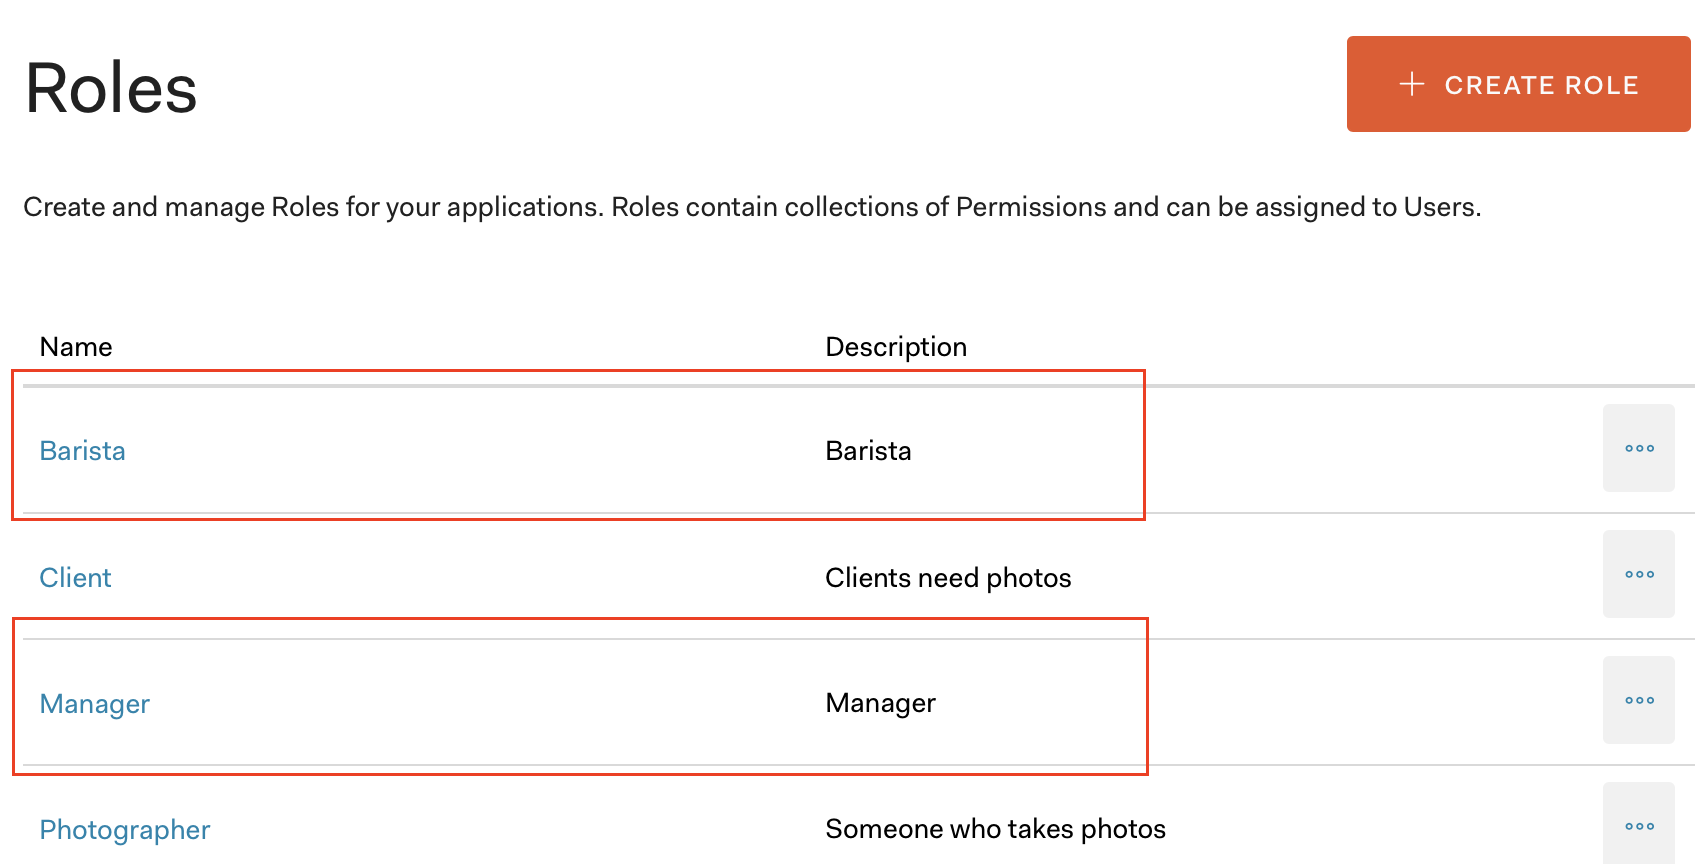 Roles
+ CREATE ROLE
Create and manage Roles for your applications. Roles contain collections of Permissions and can be assigned to Users.
Name Description
Barista Barista
Client Clients need photos
Manager Manager
Photographer Someone who takes photos